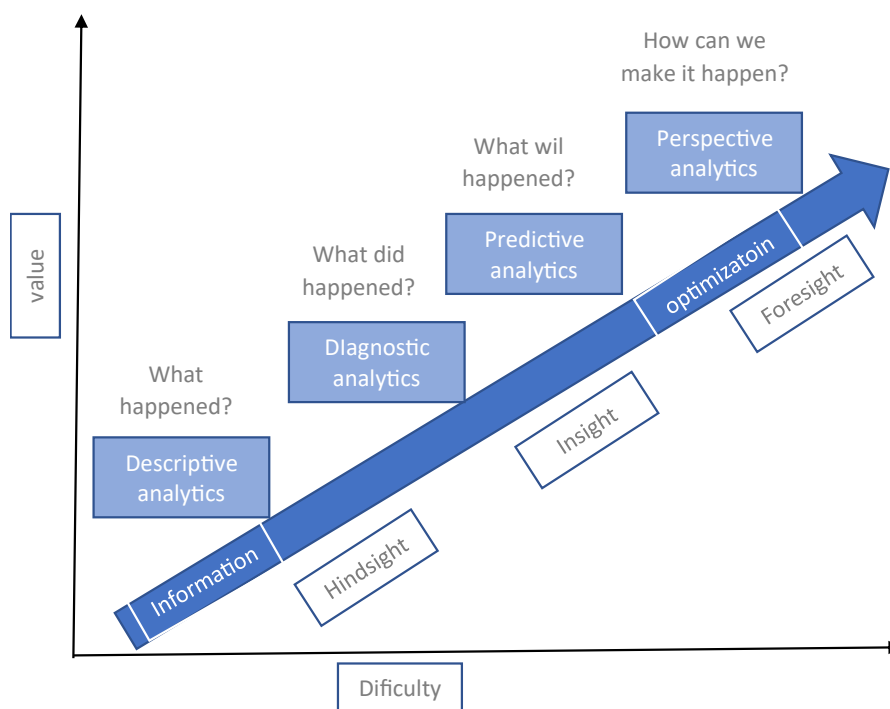 How can we
make it happen?
Perspective
analytics
What wil
happened?
Predictive
analytics
What did
happened?
DIagnostic
analytics
What
happened?
Descriptive
analytics
value
Information
optimizatoin
Hindsight
Insight
Foresight
Dificulty